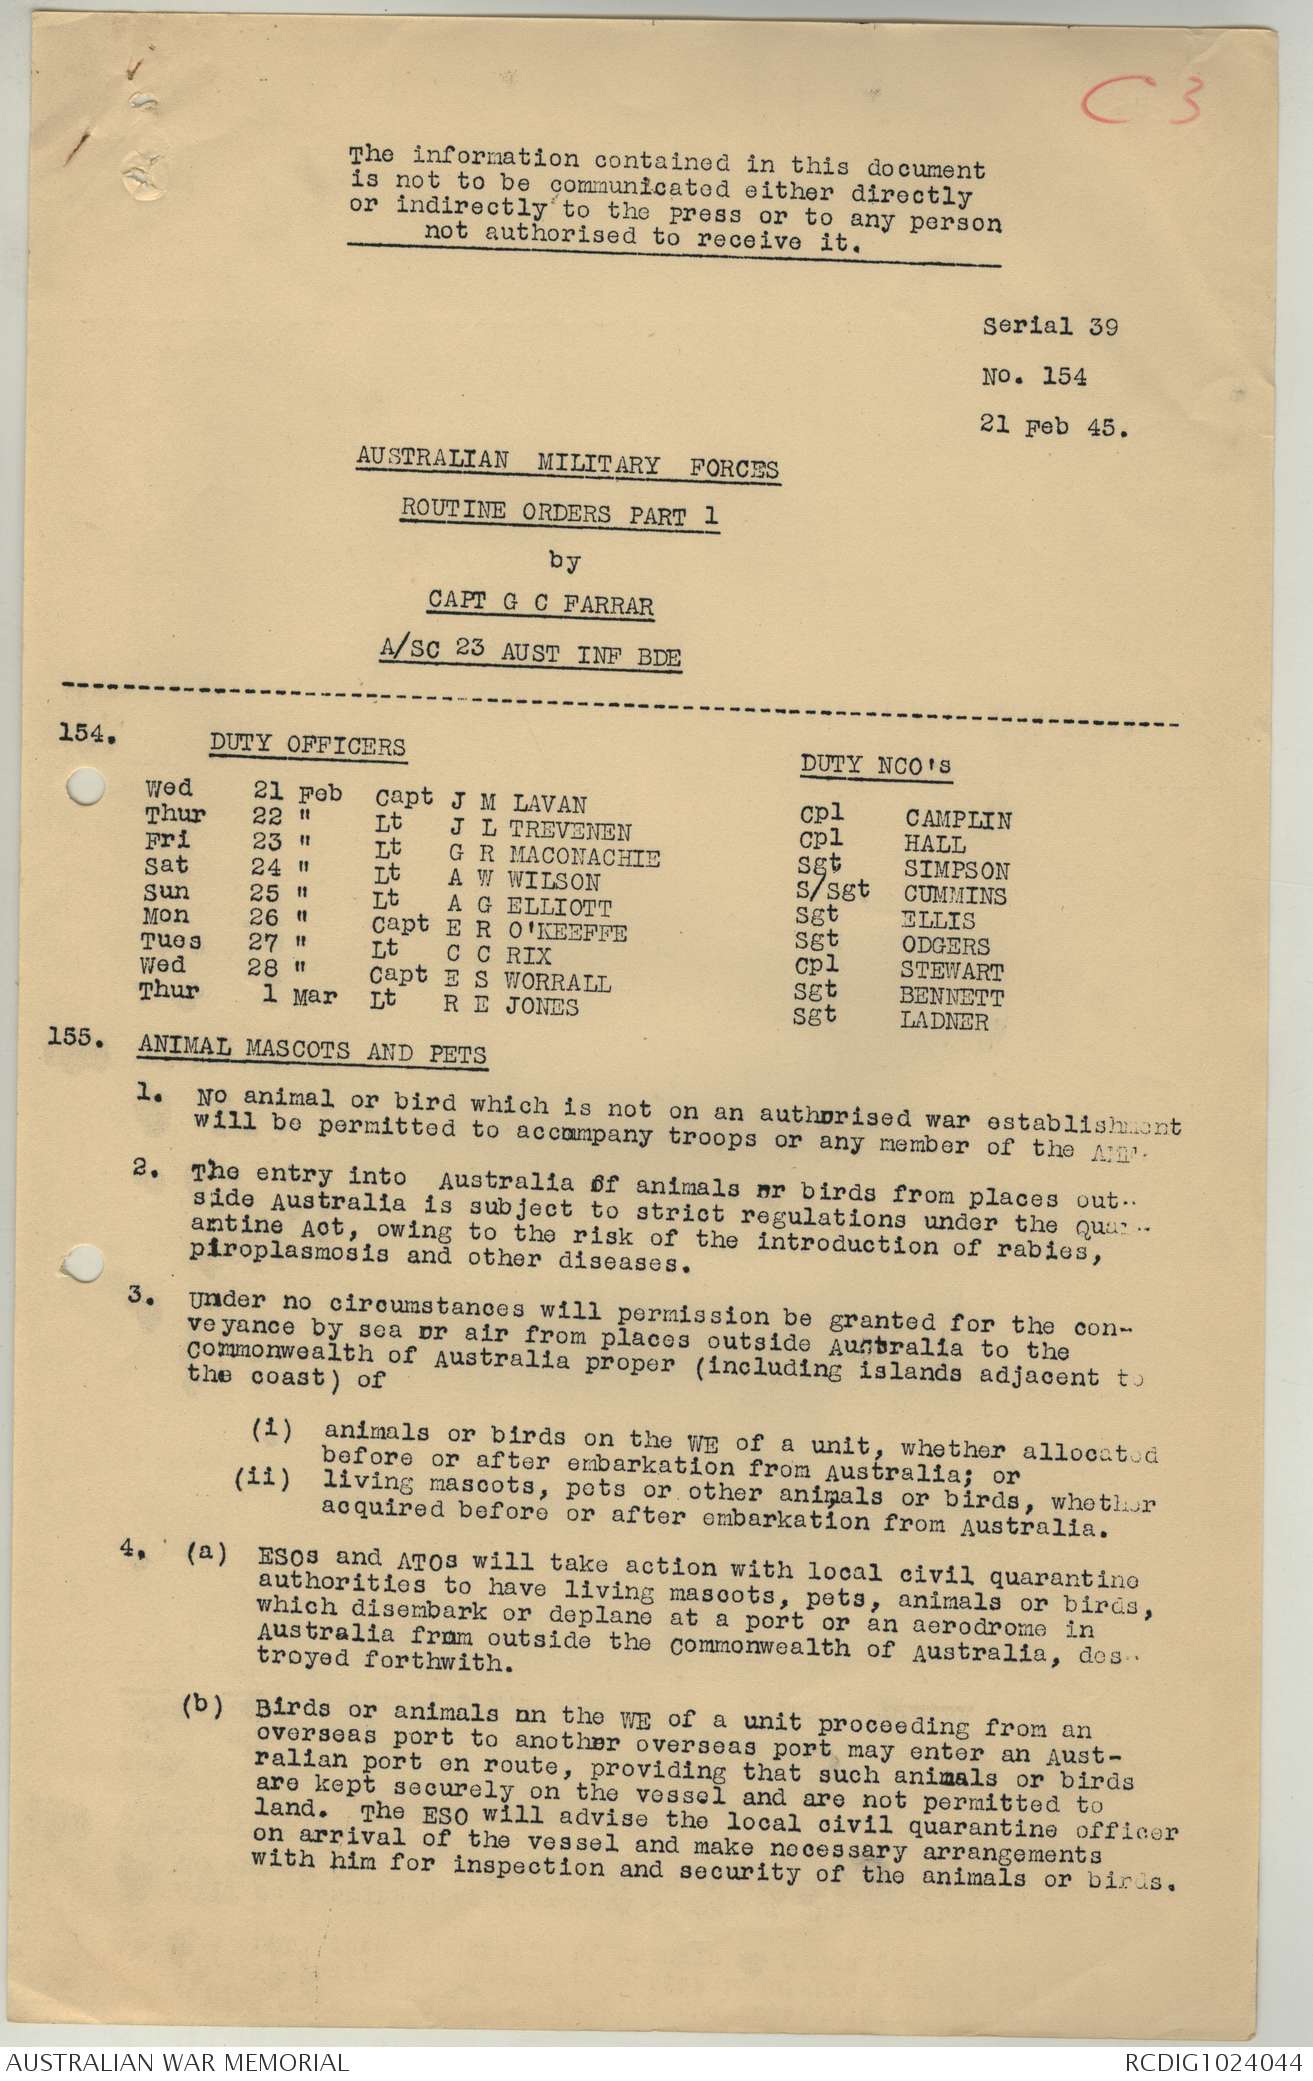 C 3
The information contained in this document
is not to be communicated either directly
or indirectly to the press or to any person
not authorised to receive it.
Serial 39
No. 154
21 Feb 45.
AUSTRALIAN MILITARY FORCES
ROUTINE ORDERS PART 1
by
CAPT G C FARRAR
A/SC 23 AUST INF BDE
154. DUTY OFFICERS DUTY NCO's
Wed 21 Feb Capt J M LAVAN Cpl CAMPLIN
Thur 22 " Lt J L TREVENEN Cpl HALL
Fri 23 " Lt G R MACONACHIE Sgt SIMPSON
Sat 24 " Lt A W WILSON S/Sgt CUMMINS
Sun 25 " Lt A G ELLIOTT Sgt ELLIS
Mon 26 " Capt E R O'KEEFFE Sgt ODGERS
Tues 27 " Lt C C RIX Cpl STEWART
Wed 28 " Capt E S WORRALL Sgt BENNETT
Thur 1 Mar Lt R E JONES Sgt LADNER
155. ANIMAL MASCOTS AND PETS
1. No animal or bird which is not on an authorised war establishment
will be permitted to accompany troops or any member of the AMF.
2. The entry into Australia of animals or birds from places out-
side Australia is subject to strict regulations under the Quar-
antine Act, owing to the risk of the introduction of rabies,
piroplasmosis and other diseases.
3. Under no circumstances will permission be granted for the con-
veyance by sea or air from places outside Australia to the
Commonwealth of Australia proper (including islands adjacent to
the coast) of
(i) animals or birds on the WE of a unit, whether allocated
before or after embarkation from Australia; or
(ii) living mascots, pets or other animals or birds, whether
acquired before or after embarkation from Australia.
4. (a) ESOs and ATOs will take action with local civil quarantine
authorities to have living mascots, pets, animals or birds,
which disembark or deplane at a port or an aerodrome in
Australia from outside the Commonwealth of Australia, des-
troyed forthwith.
(b) Birds or animals on the WE of a unit proceeding from an
overseas port to another overseas port may enter an Aust-
ralian port en route, providing that such animals or birds
are kept securely on the vessel and are not permitted to
land. The ESO will advise the local civil quarantine officer
on arrival of the vessel and make necessary arrangements
with him for inspection and security of the animals or birds.
AUSTRALIAN WAR MEMORIAL RCDIG1024044